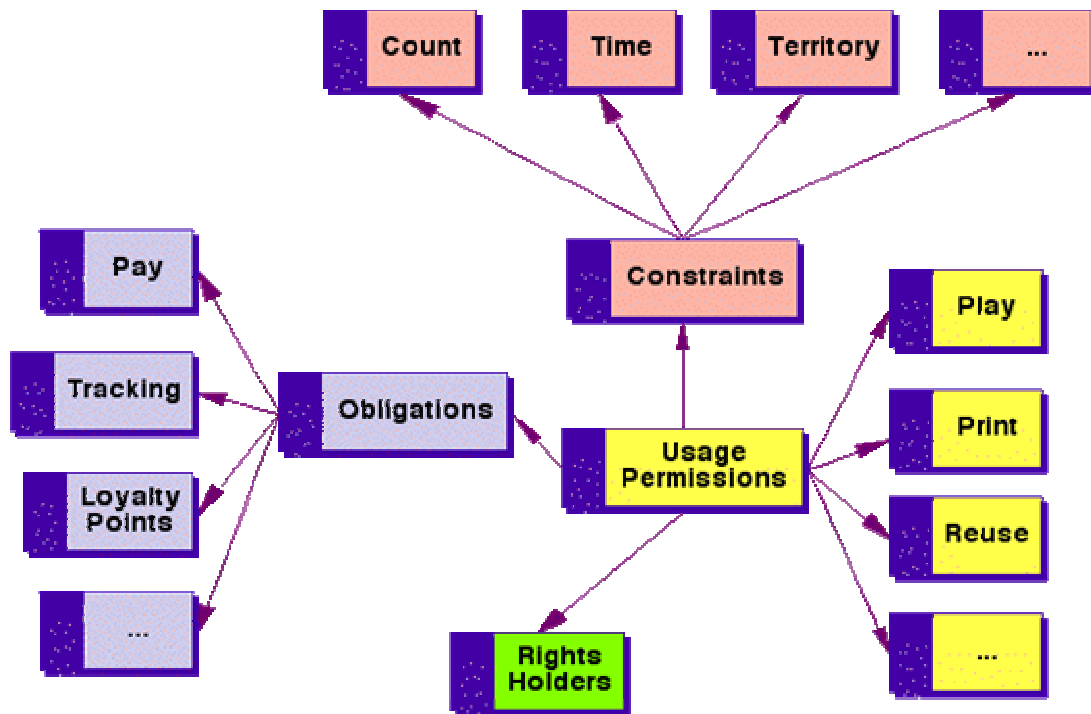 Count
Time
Territory
...
Constraints
Pay
Tracking
Loyalty
Points
...
Obligations
Usage
Permissions
Play
Print
Reuse
...
Rights
Holders